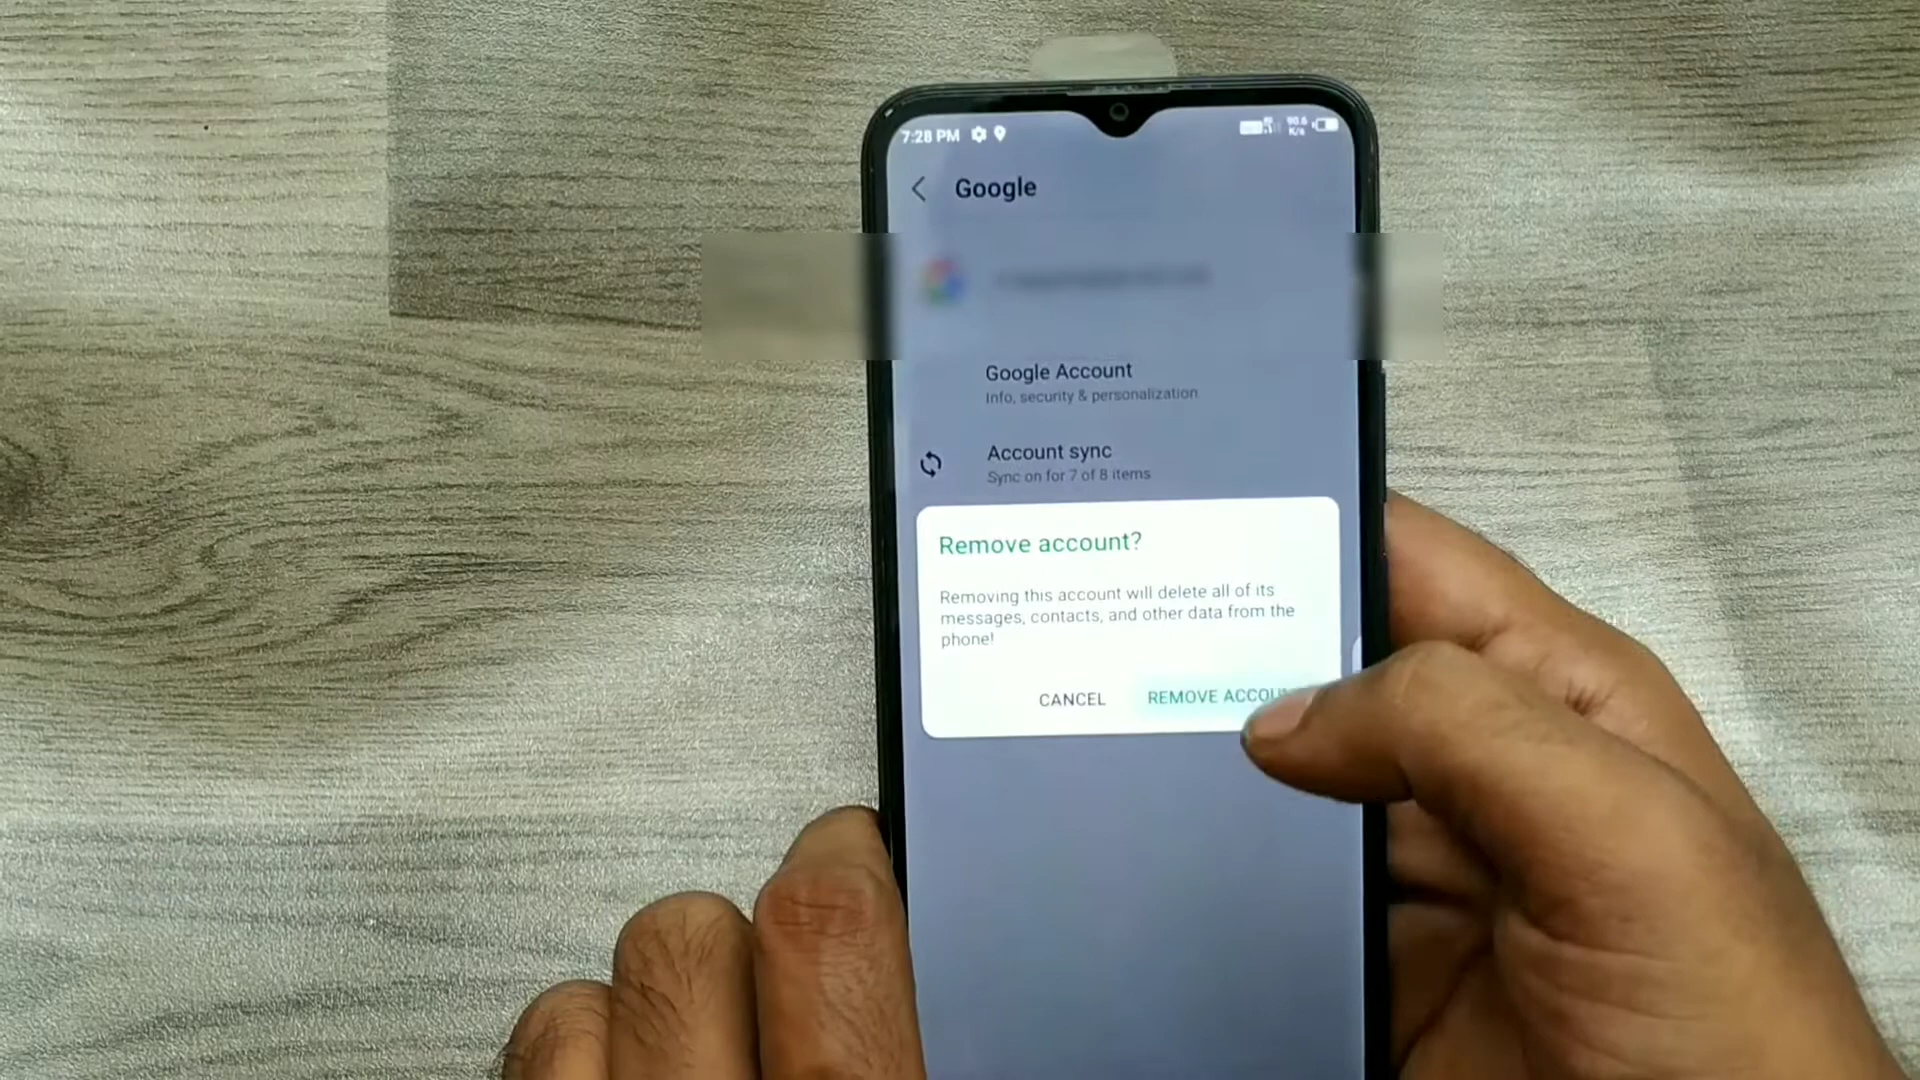 7:28 PM
90.6
K/s
Google
Google Account
Info, security & personalization
Account sync
Sync on for 7 of 8 items
Remove account?
Removing this account will delete all of its
messages, contacts, and other data from the
phone!
CANCEL
REMOVE ACCOU